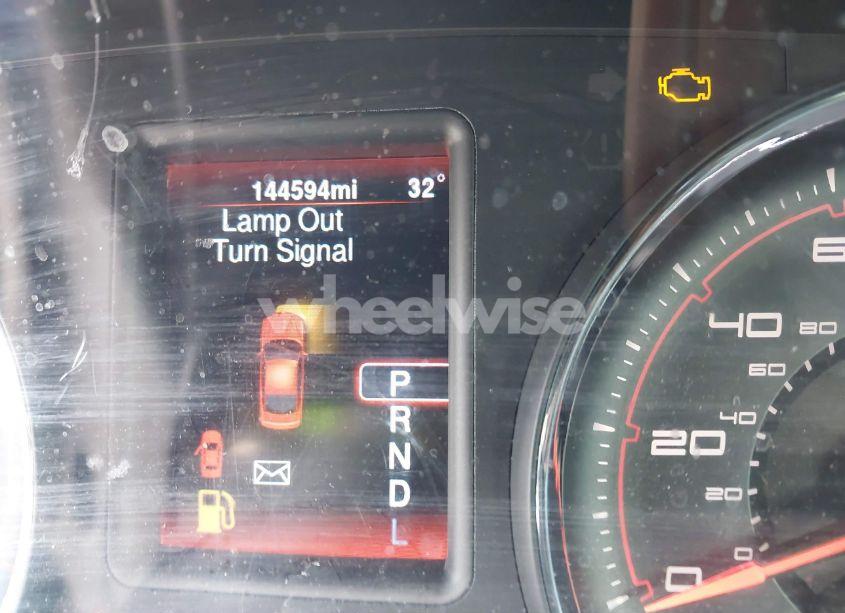 144594mi 32°
Lamp Out
Turn Signal
wheelwise
P
R
N
D
L
40 80
60
40
20
20
0
0